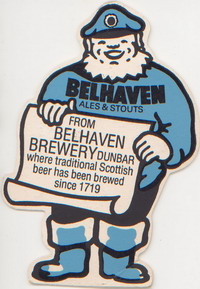 BELHAVEN
ALES & STOUTS
FROM
BELHAVEN
BREWERY DUNBAR
where traditional Scottish
beer has been brewed
since 1719